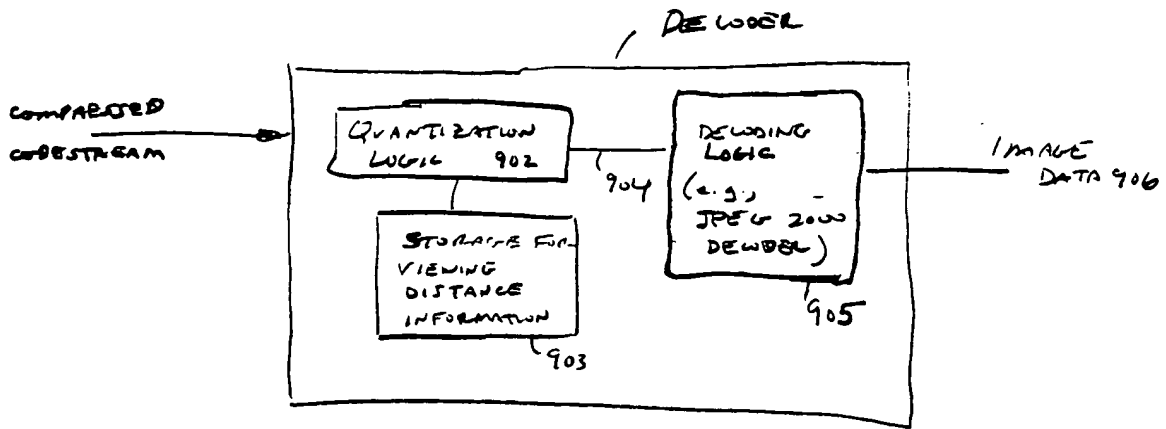 DECODER
COMPRESSED
CODESTREAM
QUANTIZATION
LOGIC 902
904
DECODING
LOGIC
(e.g.,
JPEG 2000
DECODER)
905
IMAGE
DATA 906
STORAGE FOR
VIEWING
DISTANCE
INFORMATION
903